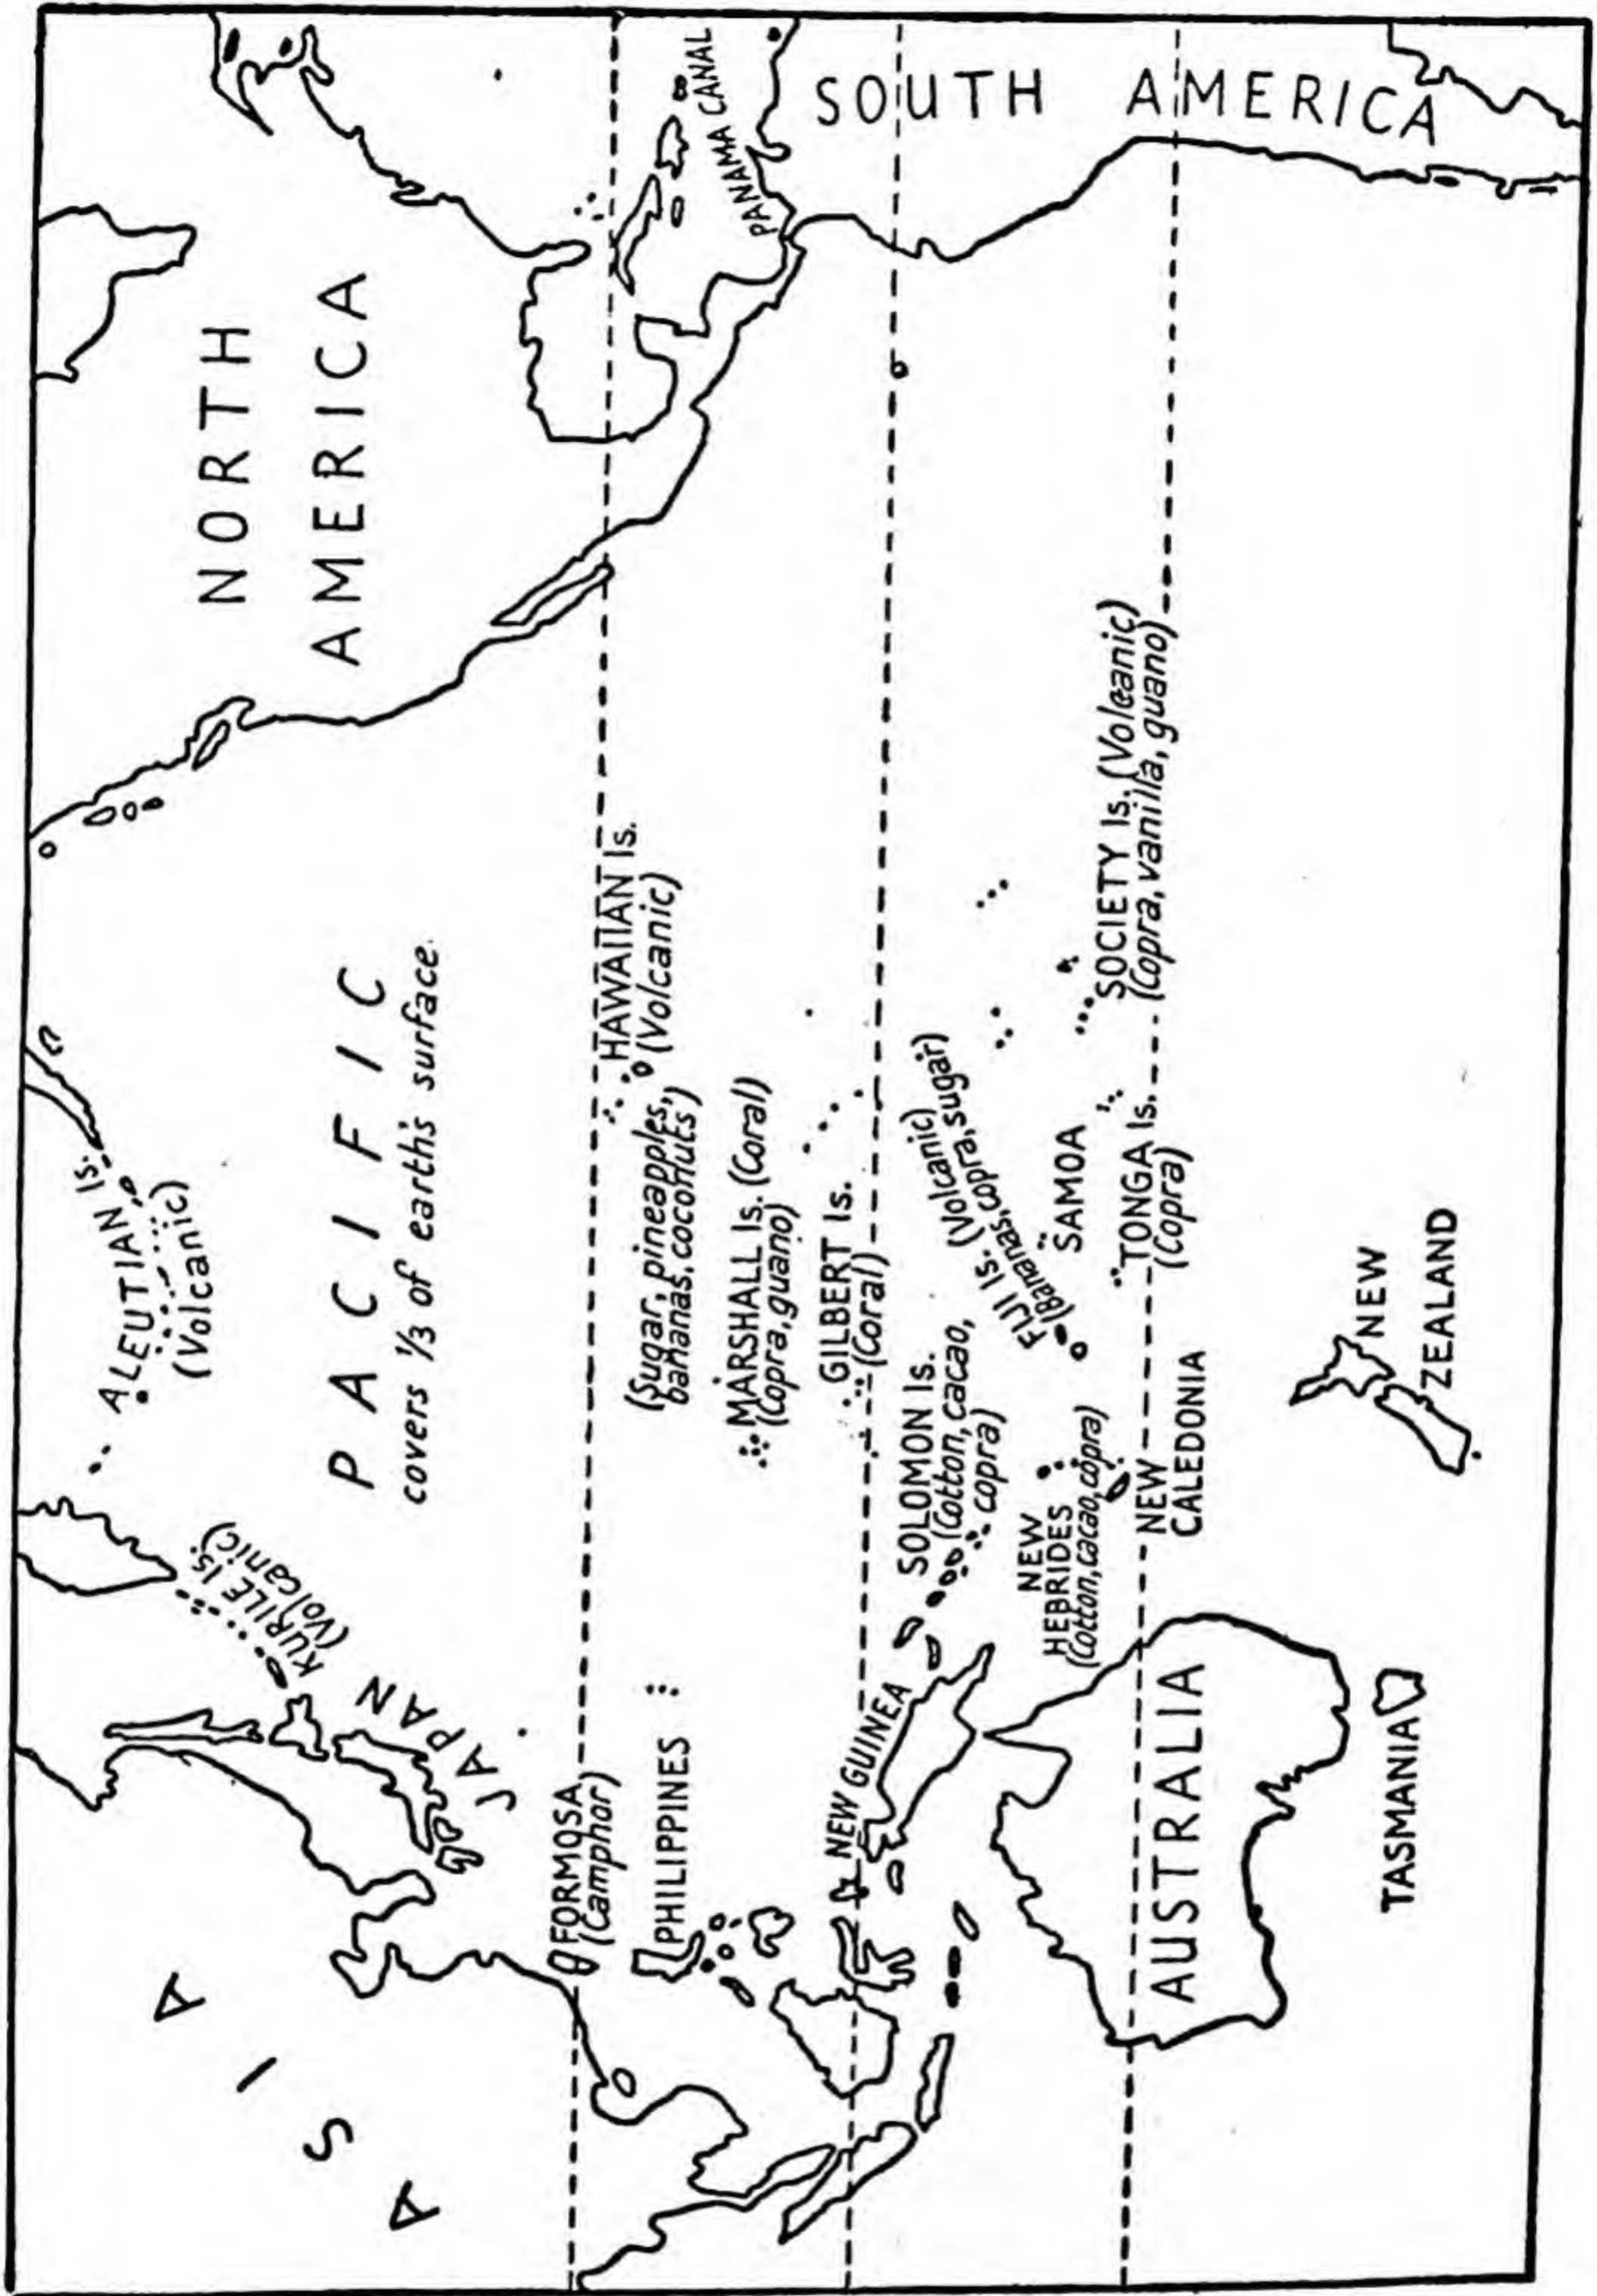 ASIA
NORTH
AMERICA
ALEUTIAN Is.
(Volcanic)
KURILE Is.
(Volcanic)
JAPAN
PACIFIC
covers 1/3 of earth's surface.
FORMOSA
(Camphor)
PHILIPPINES
HAWAIIAN Is.
(Volcanic)
(Sugar, pineapples,
bananas, coconuts)
PANAMA CANAL
MARSHALL Is. (Coral)
(Copra, guano)
GILBERT Is.
(Coral)
NEW GUINEA
SOLOMON Is.
(Cotton, cacao,
copra)
FIJI Is. (Volcanic)
(Bananas, copra, sugar)
SAMOA
SOUTH AMERICA
NEW
HEBRIDES
(Cotton, cacao, copra)
TONGA Is.
(Copra)
SOCIETY Is. (Volcanic)
(Copra, vanilla, guano)
NEW
CALEDONIA
AUSTRALIA
TASMANIA
NEW
ZEALAND